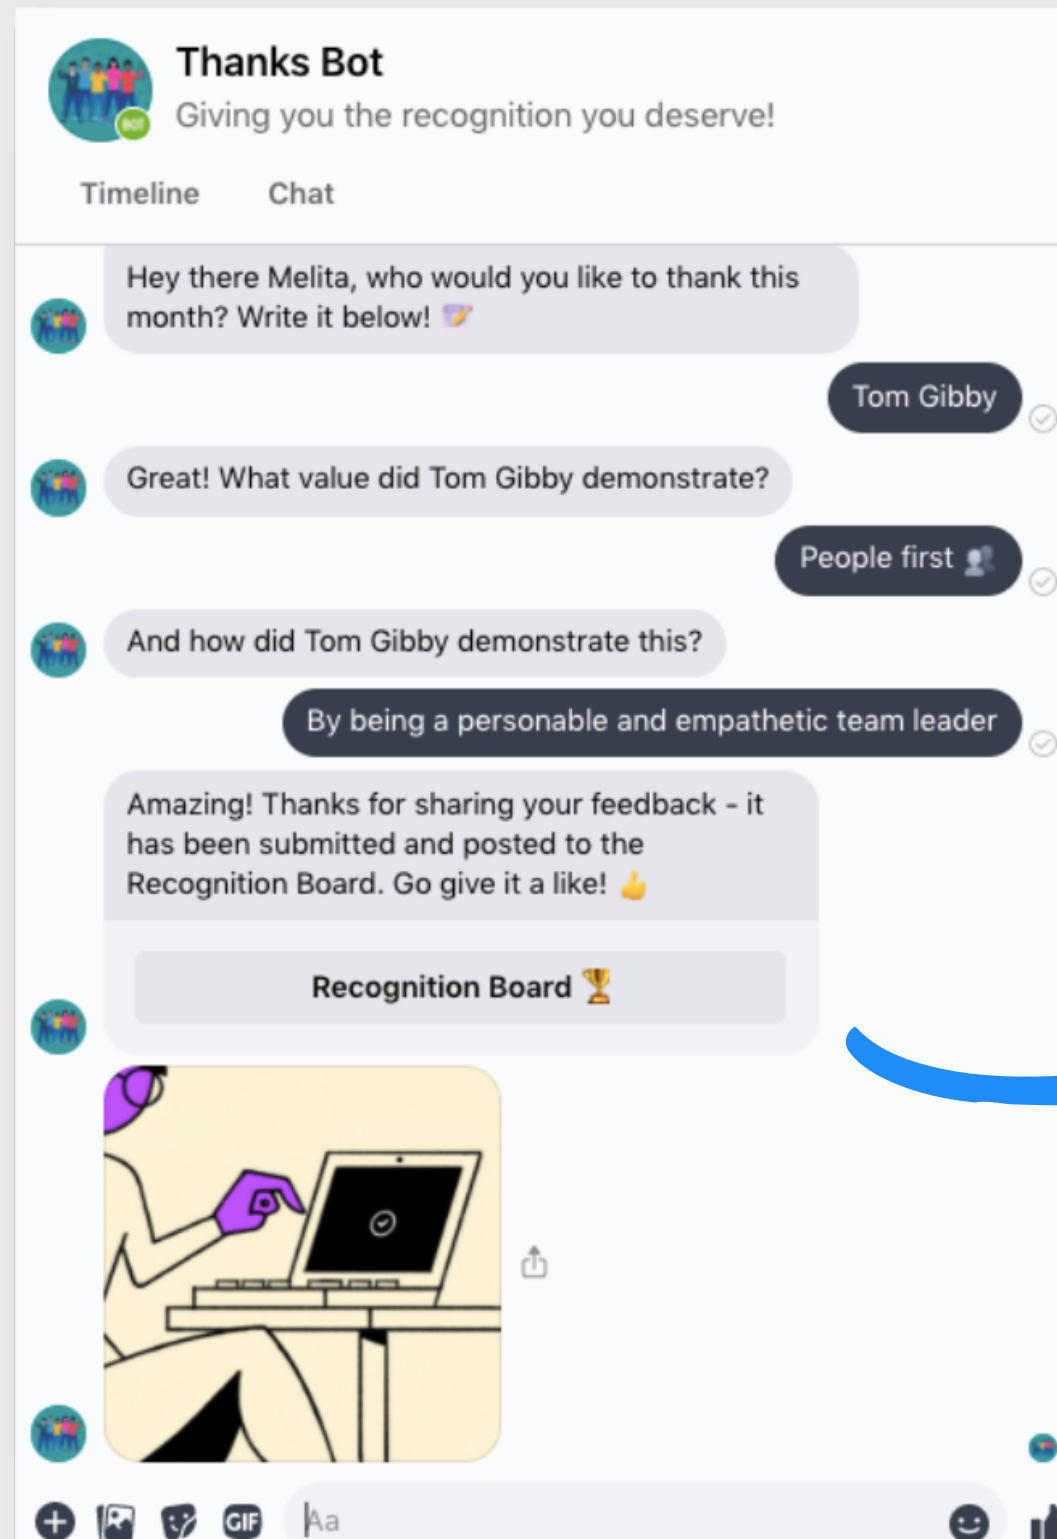 Thanks Bot
BOT
Giving you the recognition you deserve!
Timeline Chat
Hey there Melita, who would you like to thank this
month? Write it below! 📝
Tom Gibby
Great! What value did Tom Gibby demonstrate?
People first 👥
And how did Tom Gibby demonstrate this?
By being a personable and empathetic team leader
Amazing! Thanks for sharing your feedback - it
has been submitted and posted to the
Recognition Board. Go give it a like! 👍
Recognition Board 🏆
GIF
Aa